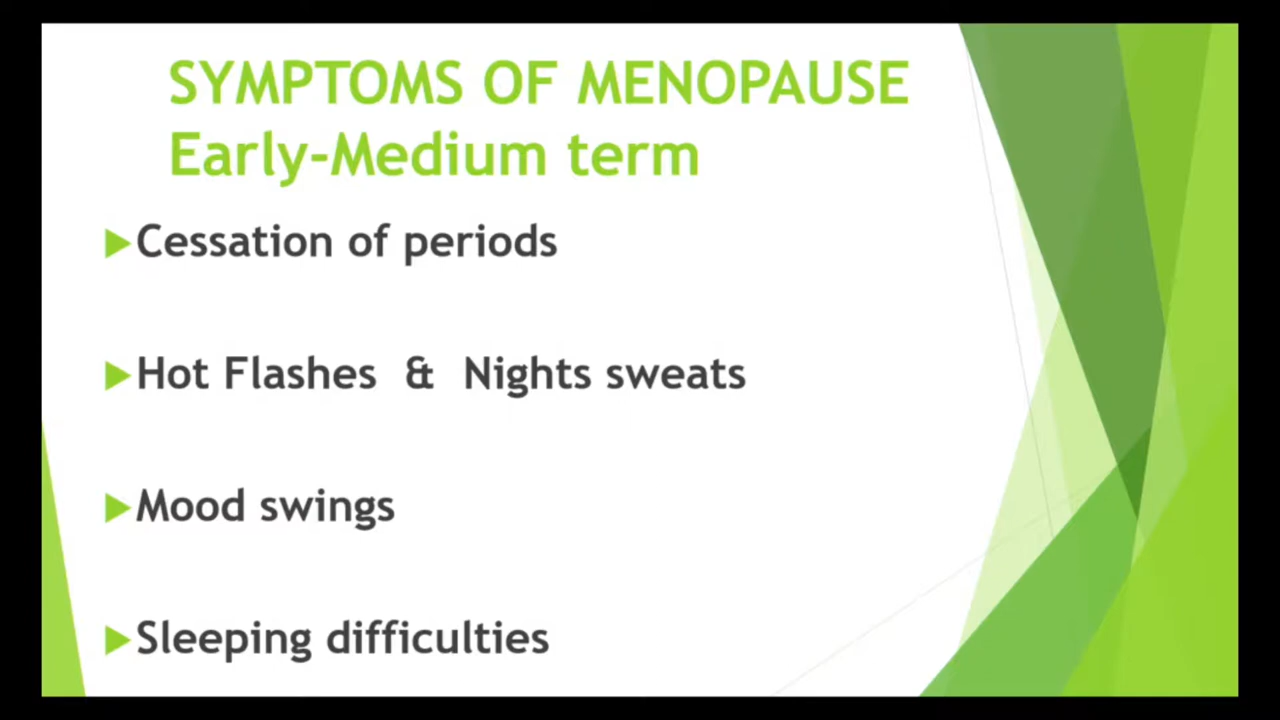 SYMPTOMS OF MENOPAUSE
Early-Medium term
Cessation of periods
Hot Flashes & Nights sweats
Mood swings
Sleeping difficulties